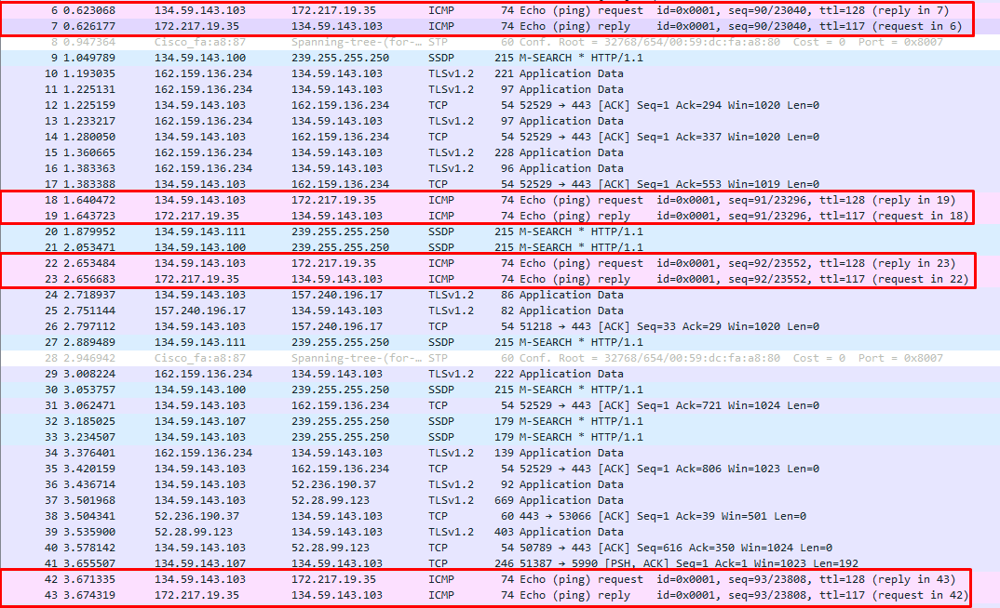 6 0.623068 134.59.143.103 172.217.19.35 ICMP 74 Echo (ping) request id=0x0001, seq=90/23040, ttl=128 (reply in 7)
7 0.626177 172.217.19.35 134.59.143.103 ICMP 74 Echo (ping) reply id=0x0001, seq=90/23040, ttl=117 (request in 6)
8 0.947364 Cisco_fa:a8:87 Spanning-tree-(for-… STP 60 Conf. Root = 32768/654/00:59:dc:fa:a8:80 Cost = 0 Port = 0x8007
9 1.049789 134.59.143.100 239.255.255.250 SSDP 215 M-SEARCH * HTTP/1.1
10 1.193035 162.159.136.234 134.59.143.103 TLSv1.2 221 Application Data
11 1.225131 162.159.136.234 134.59.143.103 TLSv1.2 97 Application Data
12 1.225159 134.59.143.103 162.159.136.234 TCP 54 52529 → 443 [ACK] Seq=1 Ack=294 Win=1020 Len=0
13 1.233217 162.159.136.234 134.59.143.103 TLSv1.2 97 Application Data
14 1.280050 134.59.143.103 162.159.136.234 TCP 54 52529 → 443 [ACK] Seq=1 Ack=337 Win=1020 Len=0
15 1.360665 162.159.136.234 134.59.143.103 TLSv1.2 228 Application Data
16 1.383363 162.159.136.234 134.59.143.103 TLSv1.2 96 Application Data
17 1.383388 134.59.143.103 162.159.136.234 TCP 54 52529 → 443 [ACK] Seq=1 Ack=553 Win=1019 Len=0
18 1.640472 134.59.143.103 172.217.19.35 ICMP 74 Echo (ping) request id=0x0001, seq=91/23296, ttl=128 (reply in 19)
19 1.643723 172.217.19.35 134.59.143.103 ICMP 74 Echo (ping) reply id=0x0001, seq=91/23296, ttl=117 (request in 18)
20 1.879952 134.59.143.111 239.255.255.250 SSDP 215 M-SEARCH * HTTP/1.1
21 2.053471 134.59.143.100 239.255.255.250 SSDP 215 M-SEARCH * HTTP/1.1
22 2.653484 134.59.143.103 172.217.19.35 ICMP 74 Echo (ping) request id=0x0001, seq=92/23552, ttl=128 (reply in 23)
23 2.656683 172.217.19.35 134.59.143.103 ICMP 74 Echo (ping) reply id=0x0001, seq=92/23552, ttl=117 (request in 22)
24 2.718937 134.59.143.103 157.240.196.17 TLSv1.2 86 Application Data
25 2.751144 157.240.196.17 134.59.143.103 TLSv1.2 82 Application Data
26 2.797112 134.59.143.103 157.240.196.17 TCP 54 51218 → 443 [ACK] Seq=33 Ack=29 Win=1020 Len=0
27 2.889489 134.59.143.111 239.255.255.250 SSDP 215 M-SEARCH * HTTP/1.1
28 2.946942 Cisco_fa:a8:87 Spanning-tree-(for-… STP 60 Conf. Root = 32768/654/00:59:dc:fa:a8:80 Cost = 0 Port = 0x8007
29 3.008224 162.159.136.234 134.59.143.103 TLSv1.2 222 Application Data
30 3.053757 134.59.143.100 239.255.255.250 SSDP 215 M-SEARCH * HTTP/1.1
31 3.062471 134.59.143.103 162.159.136.234 TCP 54 52529 → 443 [ACK] Seq=1 Ack=721 Win=1024 Len=0
32 3.185025 134.59.143.107 239.255.255.250 SSDP 179 M-SEARCH * HTTP/1.1
33 3.234507 134.59.143.103 239.255.255.250 SSDP 179 M-SEARCH * HTTP/1.1
34 3.376401 162.159.136.234 134.59.143.103 TLSv1.2 139 Application Data
35 3.420159 134.59.143.103 162.159.136.234 TCP 54 52529 → 443 [ACK] Seq=1 Ack=806 Win=1023 Len=0
36 3.436714 134.59.143.103 52.236.190.37 TLSv1.2 92 Application Data
37 3.501968 134.59.143.103 52.28.99.123 TLSv1.2 669 Application Data
38 3.504341 52.236.190.37 134.59.143.103 TCP 60 443 → 53066 [ACK] Seq=1 Ack=39 Win=501 Len=0
39 3.535900 52.28.99.123 134.59.143.103 TLSv1.2 403 Application Data
40 3.578142 134.59.143.103 52.28.99.123 TCP 54 50789 → 443 [ACK] Seq=616 Ack=350 Win=1024 Len=0
41 3.655507 134.59.143.107 134.59.143.103 TCP 246 51387 → 5990 [PSH, ACK] Seq=1 Ack=1 Win=1023 Len=192
42 3.671335 134.59.143.103 172.217.19.35 ICMP 74 Echo (ping) request id=0x0001, seq=93/23808, ttl=128 (reply in 43)
43 3.674319 172.217.19.35 134.59.143.103 ICMP 74 Echo (ping) reply id=0x0001, seq=93/23808, ttl=117 (request in 42)